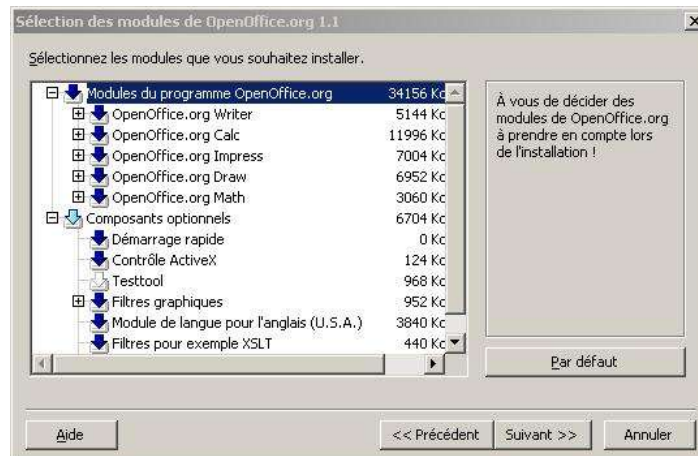 Sélection des modules de OpenOffice.org 1.1
Sélectionnez les modules que vous souhaitez installer.
Modules du programme OpenOffice.org 34156 Ko
OpenOffice.org Writer 5144 Ko
OpenOffice.org Calc 11996 Ko
OpenOffice.org Impress 7004 Ko
OpenOffice.org Draw 6952 Ko
OpenOffice.org Math 3060 Ko
Composants optionnels 6704 Ko
Démarrage rapide 0 Ko
Contrôle ActiveX 124 Ko
Testtool 968 Ko
Filtres graphiques 952 Ko
Module de langue pour l'anglais (U.S.A.) 3840 Ko
Filtres pour exemple XSLT 440 Ko
À vous de décider des
modules de OpenOffice.org
à prendre en compte lors
de l'installation !
Par défaut
Aide
<< Précédent
Suivant >>
Annuler